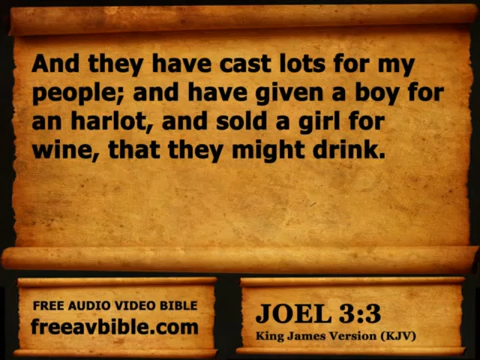 And they have cast lots for my
people; and have given a boy for
an harlot, and sold a girl for
wine, that they might drink.
FREE AUDIO VIDEO BIBLE
freeavbible.com
JOEL 3:3
King James Version (KJV)